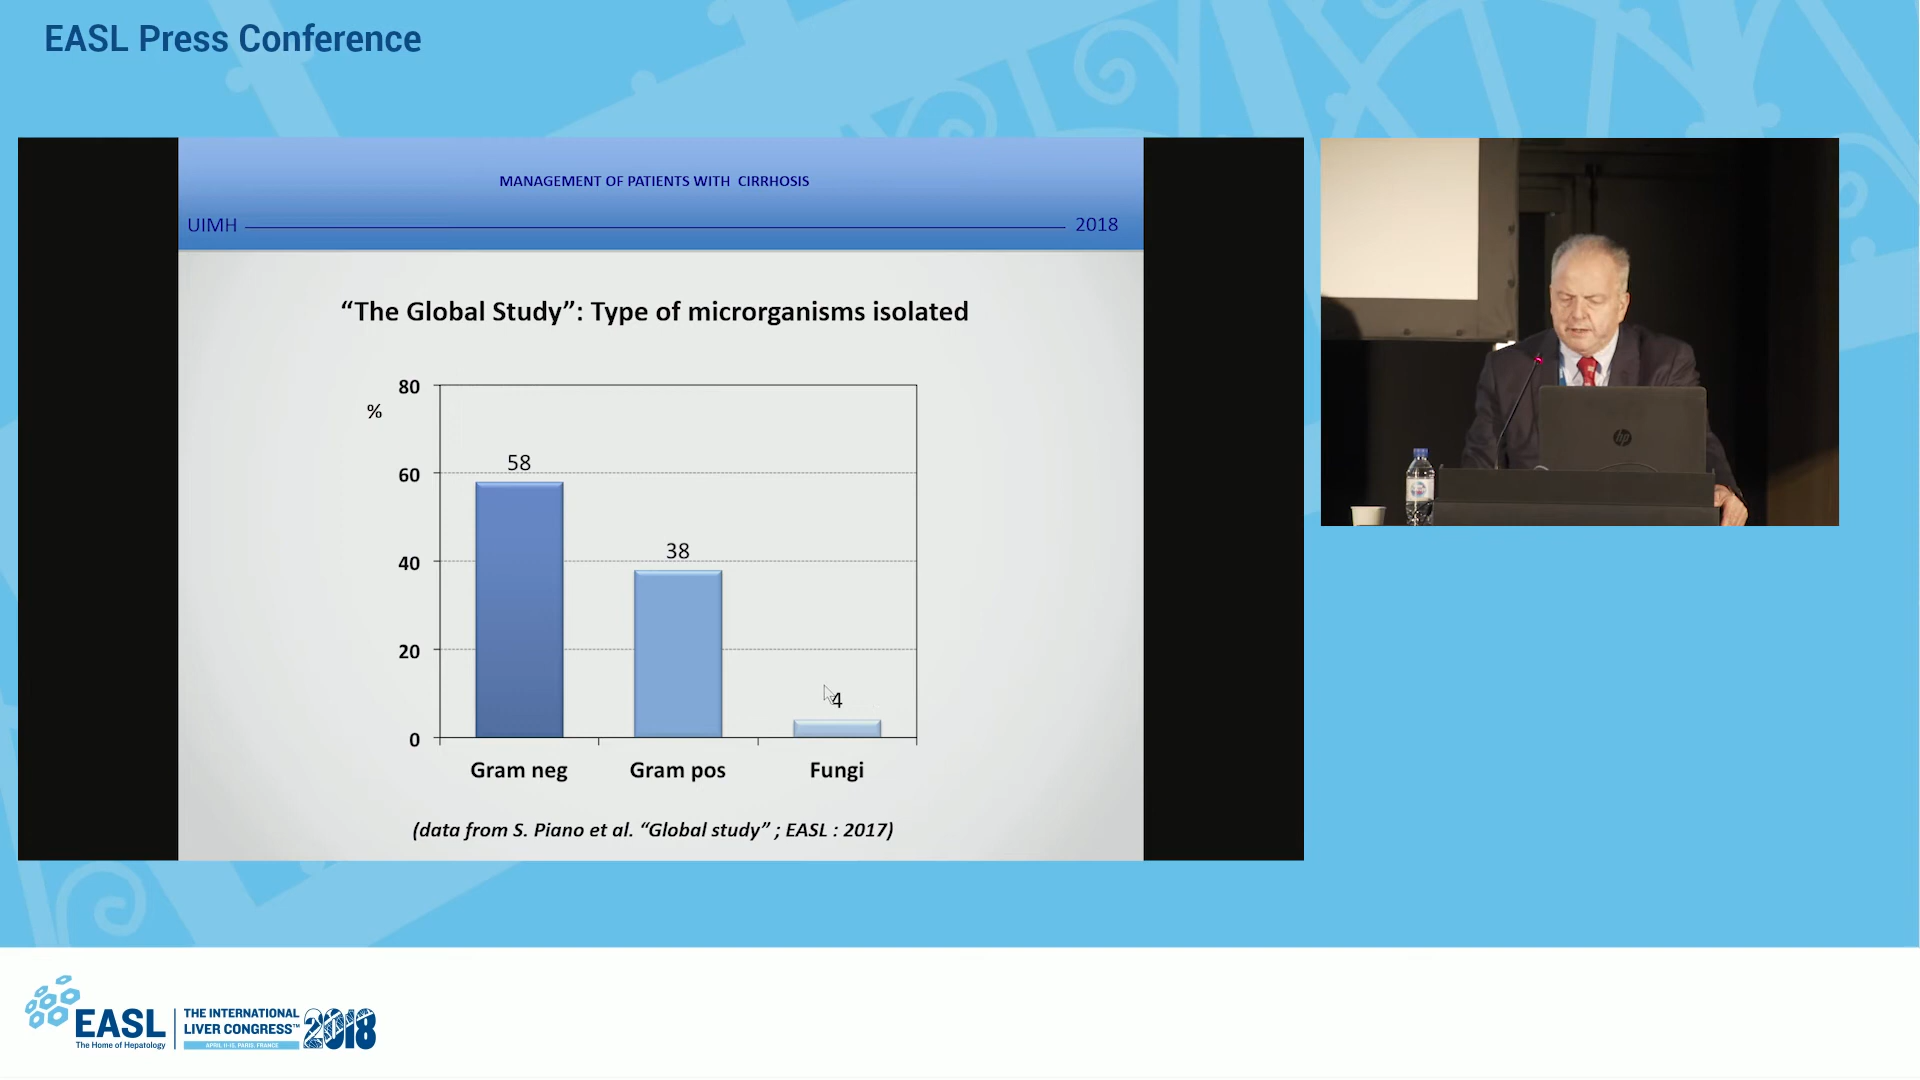 EASL Press Conference
MANAGEMENT OF PATIENTS WITH CIRRHOSIS
UIMH
2018
“The Global Study”: Type of microrganisms isolated
80
%
60
40
20
0
58
38
4
Gram neg
Gram pos
Fungi
(data from S. Piano et al. “Global study” ; EASL : 2017)
hp
EASL
The Home of Hepatology
THE INTERNATIONAL
LIVER CONGRESS™
2018
APRIL 11-15, PARIS, FRANCE